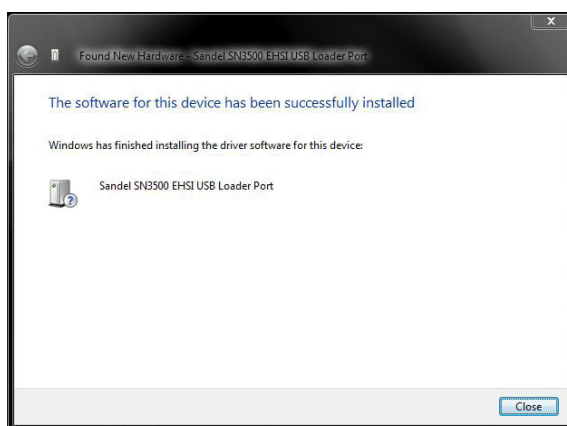 Found New Hardware - Sandel SN3500 EHSI USB Loader Port
The software for this device has been successfully installed
Windows has finished installing the driver software for this device:
Sandel SN3500 EHSI USB Loader Port
Close